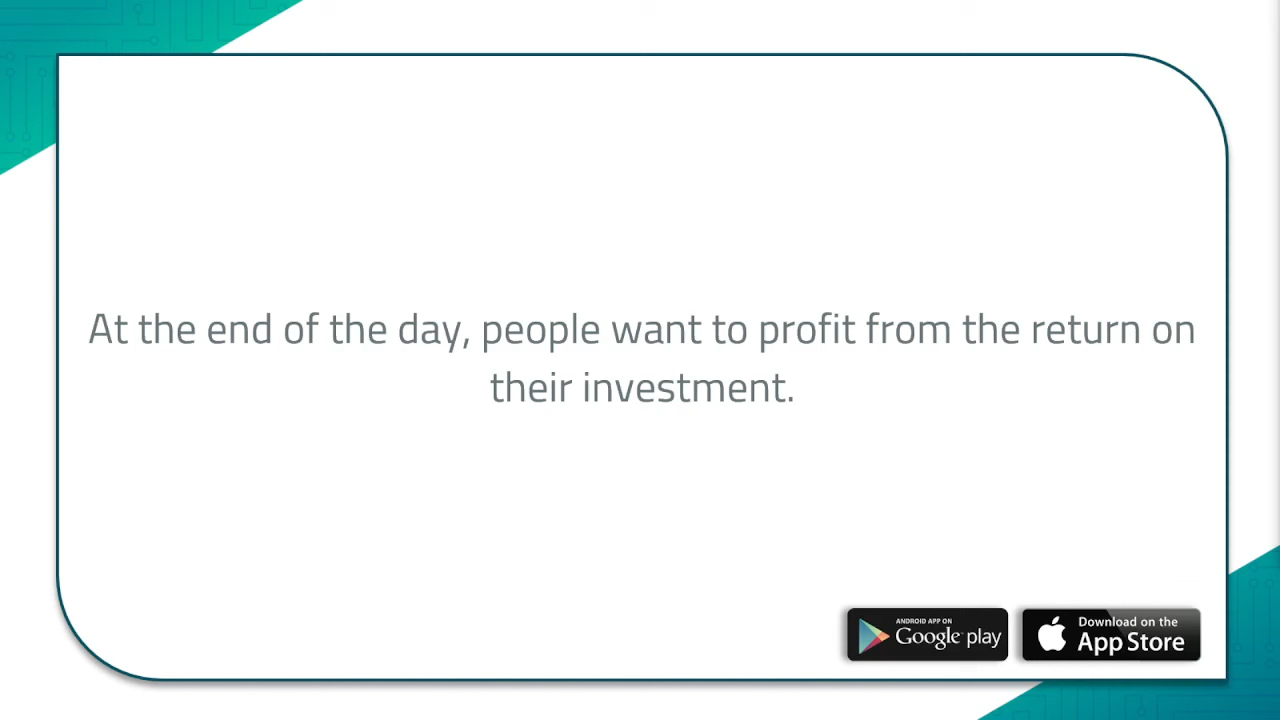 At the end of the day, people want to profit from the return on
their investment.
ANDROID APP ON
Google play
Download on the
App Store